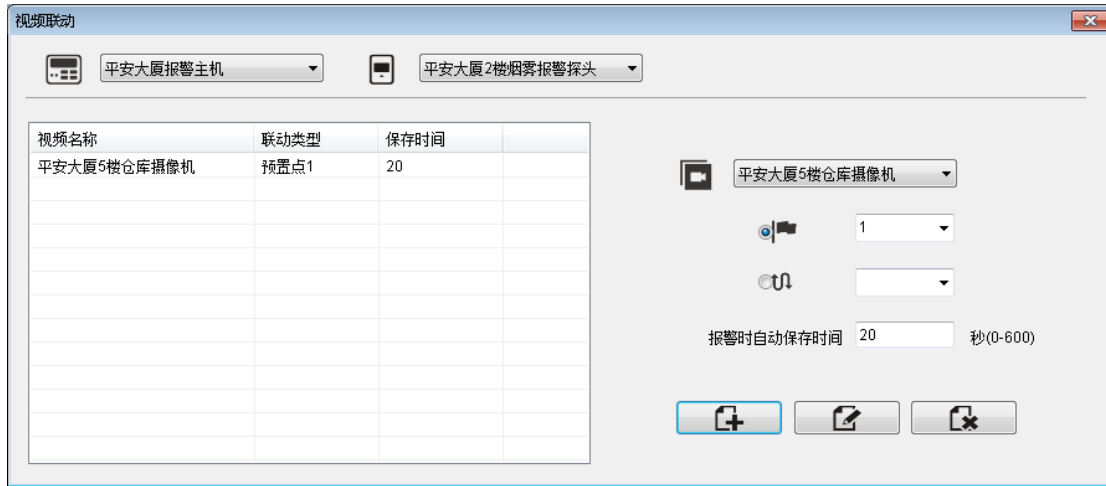 视频联动
平安大厦报警主机 平安大厦2楼烟雾报警探头
视频名称 联动类型 保存时间
平安大厦5楼仓库摄像机 预置点1 20
平安大厦5楼仓库摄像机
1
报警时自动保存时间 20 秒(0-600)